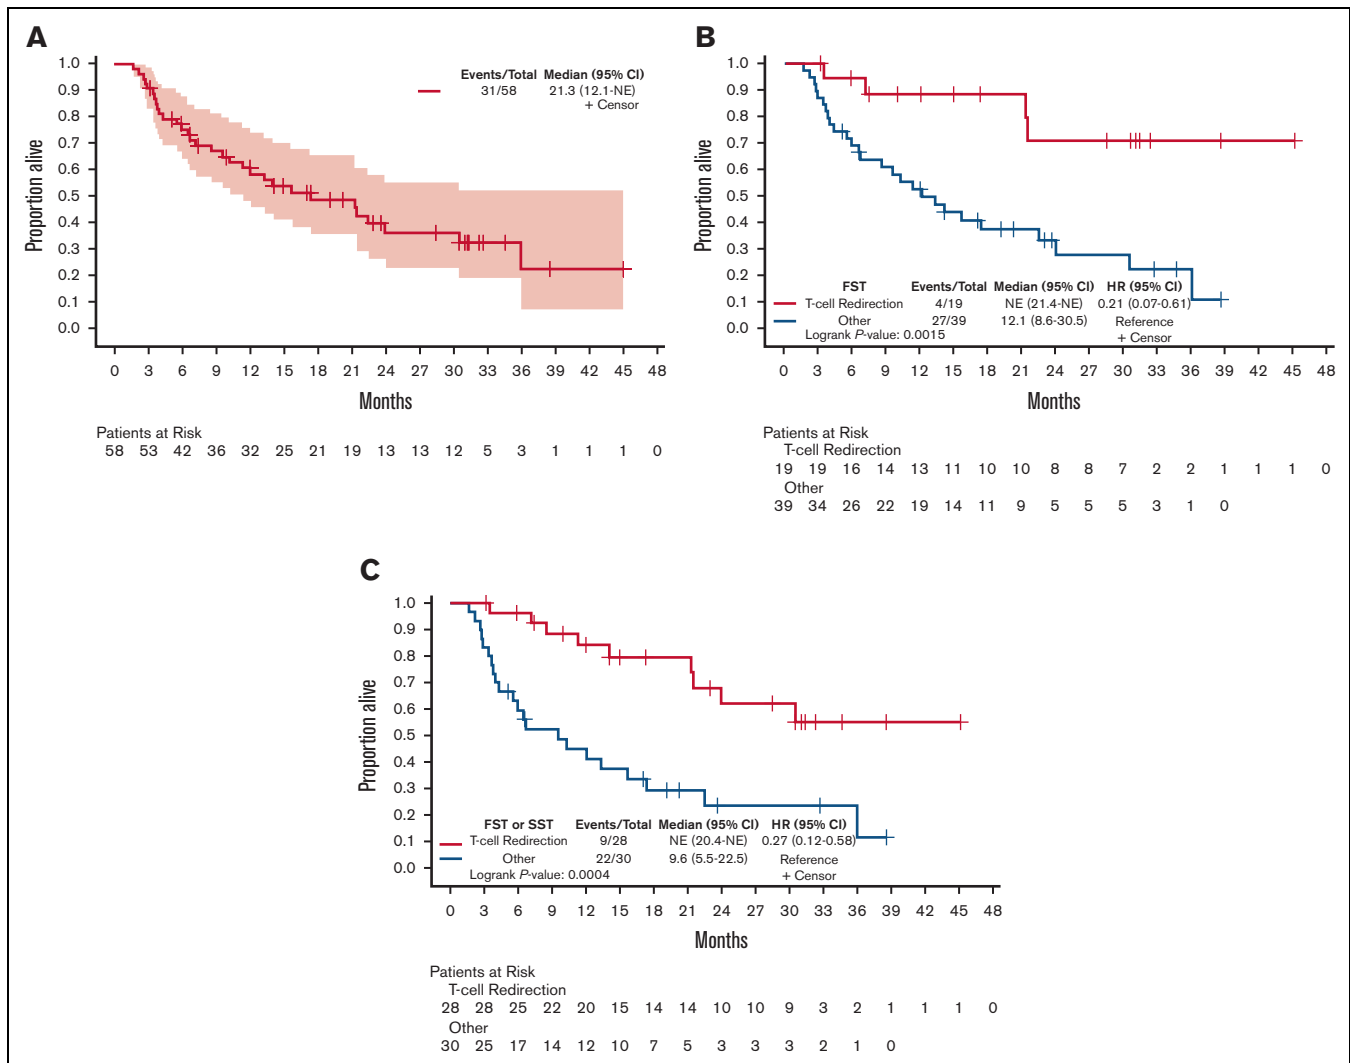 A
1.0
0.9
0.8
0.7
0.6
0.5
0.4
0.3
0.2
0.1
0.0
Proportion alive
Events/Total Median (95% CI)
31/58 21.3 (12.1-NE)
+ Censor
0 3 6 9 12 15 18 21 24 27 30 33 36 39 42 45 48
Months
Patients at Risk
58 53 42 36 32 25 21 19 13 13 12 5 3 1 1 1 0
B
1.0
0.9
0.8
0.7
0.6
0.5
0.4
0.3
0.2
0.1
0.0
Proportion alive
FST Events/Total Median (95% CI) HR (95% CI)
T-cell Redirection 4/19 NE (21.4-NE) 0.21 (0.07-0.61)
Other 27/39 12.1 (8.6-30.5) Reference
Logrank P-value: 0.0015 + Censor
0 3 6 9 12 15 18 21 24 27 30 33 36 39 42 45 48
Months
Patients at Risk
T-cell Redirection
19 19 16 14 13 11 10 10 8 8 7 2 2 1 1 1 0
Other
39 34 26 22 19 14 11 9 5 5 5 3 1 0
C
1.0
0.9
0.8
0.7
0.6
0.5
0.4
0.3
0.2
0.1
0.0
Proportion alive
FST or SST Events/Total Median (95% CI) HR (95% CI)
T-cell Redirection 9/28 NE (20.4-NE) 0.27 (0.12-0.58)
Other 22/30 9.6 (5.5-22.5) Reference
Logrank P-value: 0.0004 + Censor
0 3 6 9 12 15 18 21 24 27 30 33 36 39 42 45 48
Months
Patients at Risk
T-cell Redirection
28 28 25 22 20 15 14 14 10 10 9 3 2 1 1 1 0
Other
30 25 17 14 12 10 7 5 3 3 3 2 1 0